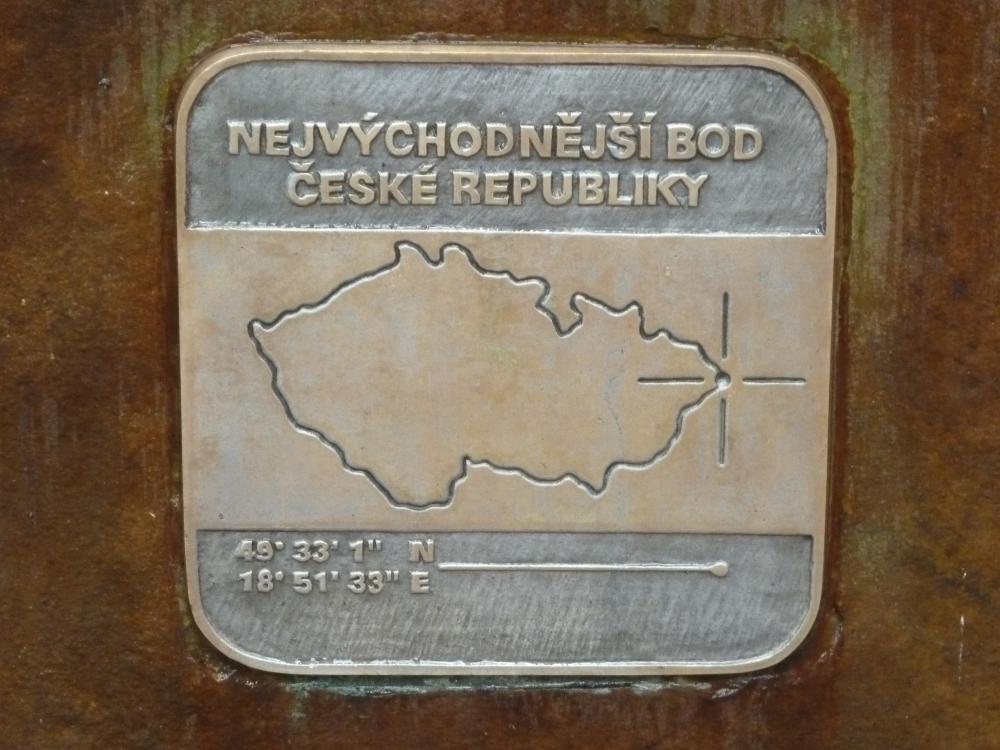 NEJVÝCHODNĚJŠÍ BOD
ČESKÉ REPUBLIKY
49° 33' 1" N
18° 51' 33" E